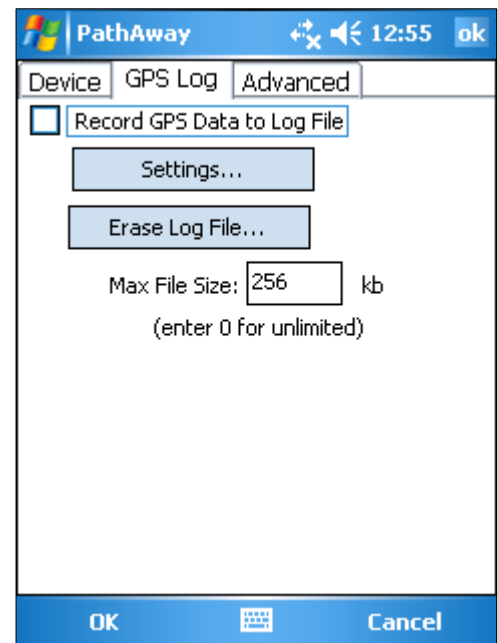 PathAway 12:55 ok
Device GPS Log Advanced
Record GPS Data to Log File
Settings...
Erase Log File...
Max File Size: 256 kb
(enter 0 for unlimited)
OK Cancel